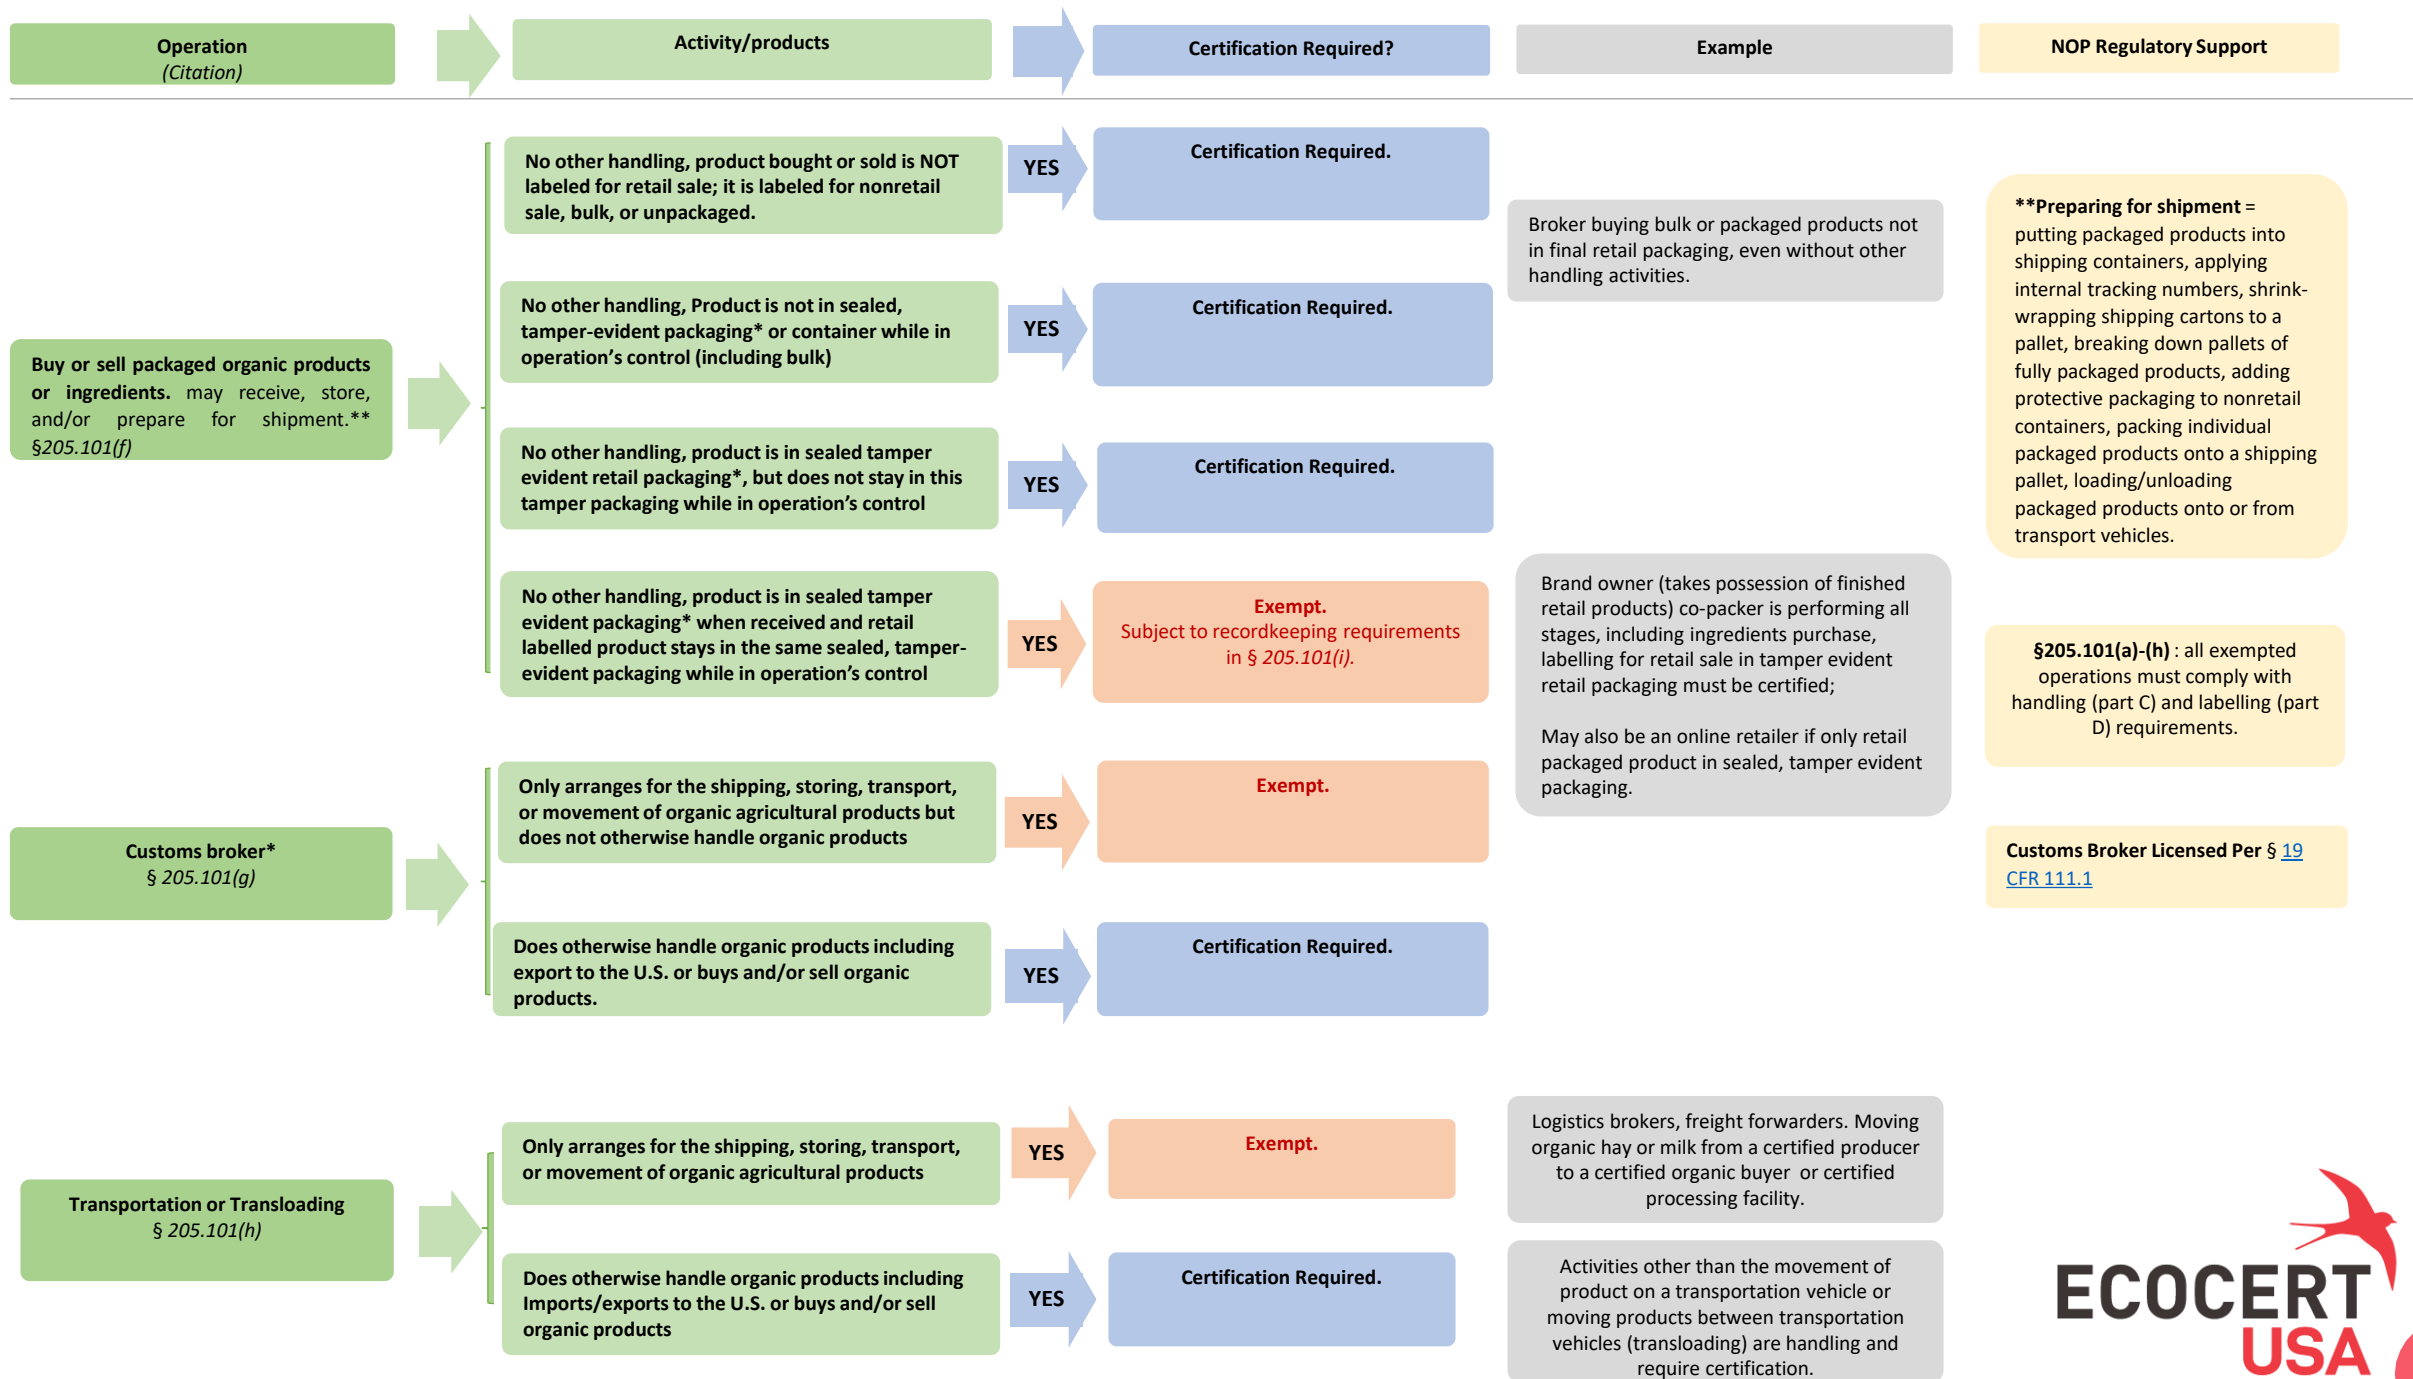 Operation
(Citation)
Activity/products
Certification Required?
Example
NOP Regulatory Support
Buy or sell packaged organic products
or ingredients. may receive, store,
and/or prepare for shipment.**
§205.101(f)
No other handling, product bought or sold is NOT
labeled for retail sale; it is labeled for nonretail
sale, bulk, or unpackaged.
YES
Certification Required.
No other handling, Product is not in sealed,
tamper-evident packaging* or container while in
operation's control (including bulk)
YES
Certification Required.
No other handling, product is in sealed tamper
evident retail packaging*, but does not stay in this
tamper packaging while in operation's control
YES
Certification Required.
No other handling, product is in sealed tamper
evident packaging* when received and retail
labelled product stays in the same sealed, tamper-
evident packaging while in operation's control
YES
Exempt.
Subject to recordkeeping requirements
in § 205.101(i).
Broker buying bulk or packaged products not
in final retail packaging, even without other
handling activities.
Brand owner (takes possession of finished
retail products) co-packer is performing all
stages, including ingredients purchase,
labelling for retail sale in tamper evident
retail packaging must be certified;
May also be an online retailer if only retail
packaged product in sealed, tamper evident
packaging.
**Preparing for shipment =
putting packaged products into
shipping containers, applying
internal tracking numbers, shrink-
wrapping shipping cartons to a
pallet, breaking down pallets of
fully packaged products, adding
protective packaging to nonretail
containers, packing individual
packaged products onto a shipping
pallet, loading/unloading
packaged products onto or from
transport vehicles.
§205.101(a)-(h) : all exempted
operations must comply with
handling (part C) and labelling (part
D) requirements.
Customs broker*
§ 205.101(g)
Only arranges for the shipping, storing, transport,
or movement of organic agricultural products but
does not otherwise handle organic products
YES
Exempt.
Does otherwise handle organic products including
export to the U.S. or buys and/or sell organic
products.
YES
Certification Required.
Customs Broker Licensed Per § 19
CFR 111.1
Transportation or Transloading
§ 205.101(h)
Only arranges for the shipping, storing, transport,
or movement of organic agricultural products
YES
Exempt.
Logistics brokers, freight forwarders. Moving
organic hay or milk from a certified producer
to a certified organic buyer or certified
processing facility.
Does otherwise handle organic products including
Imports/exports to the U.S. or buys and/or sell
organic products
YES
Certification Required.
Activities other than the movement of
product on a transportation vehicle or
moving products between transportation
vehicles (transloading) are handling and
require certification.
ECOCERT
USA